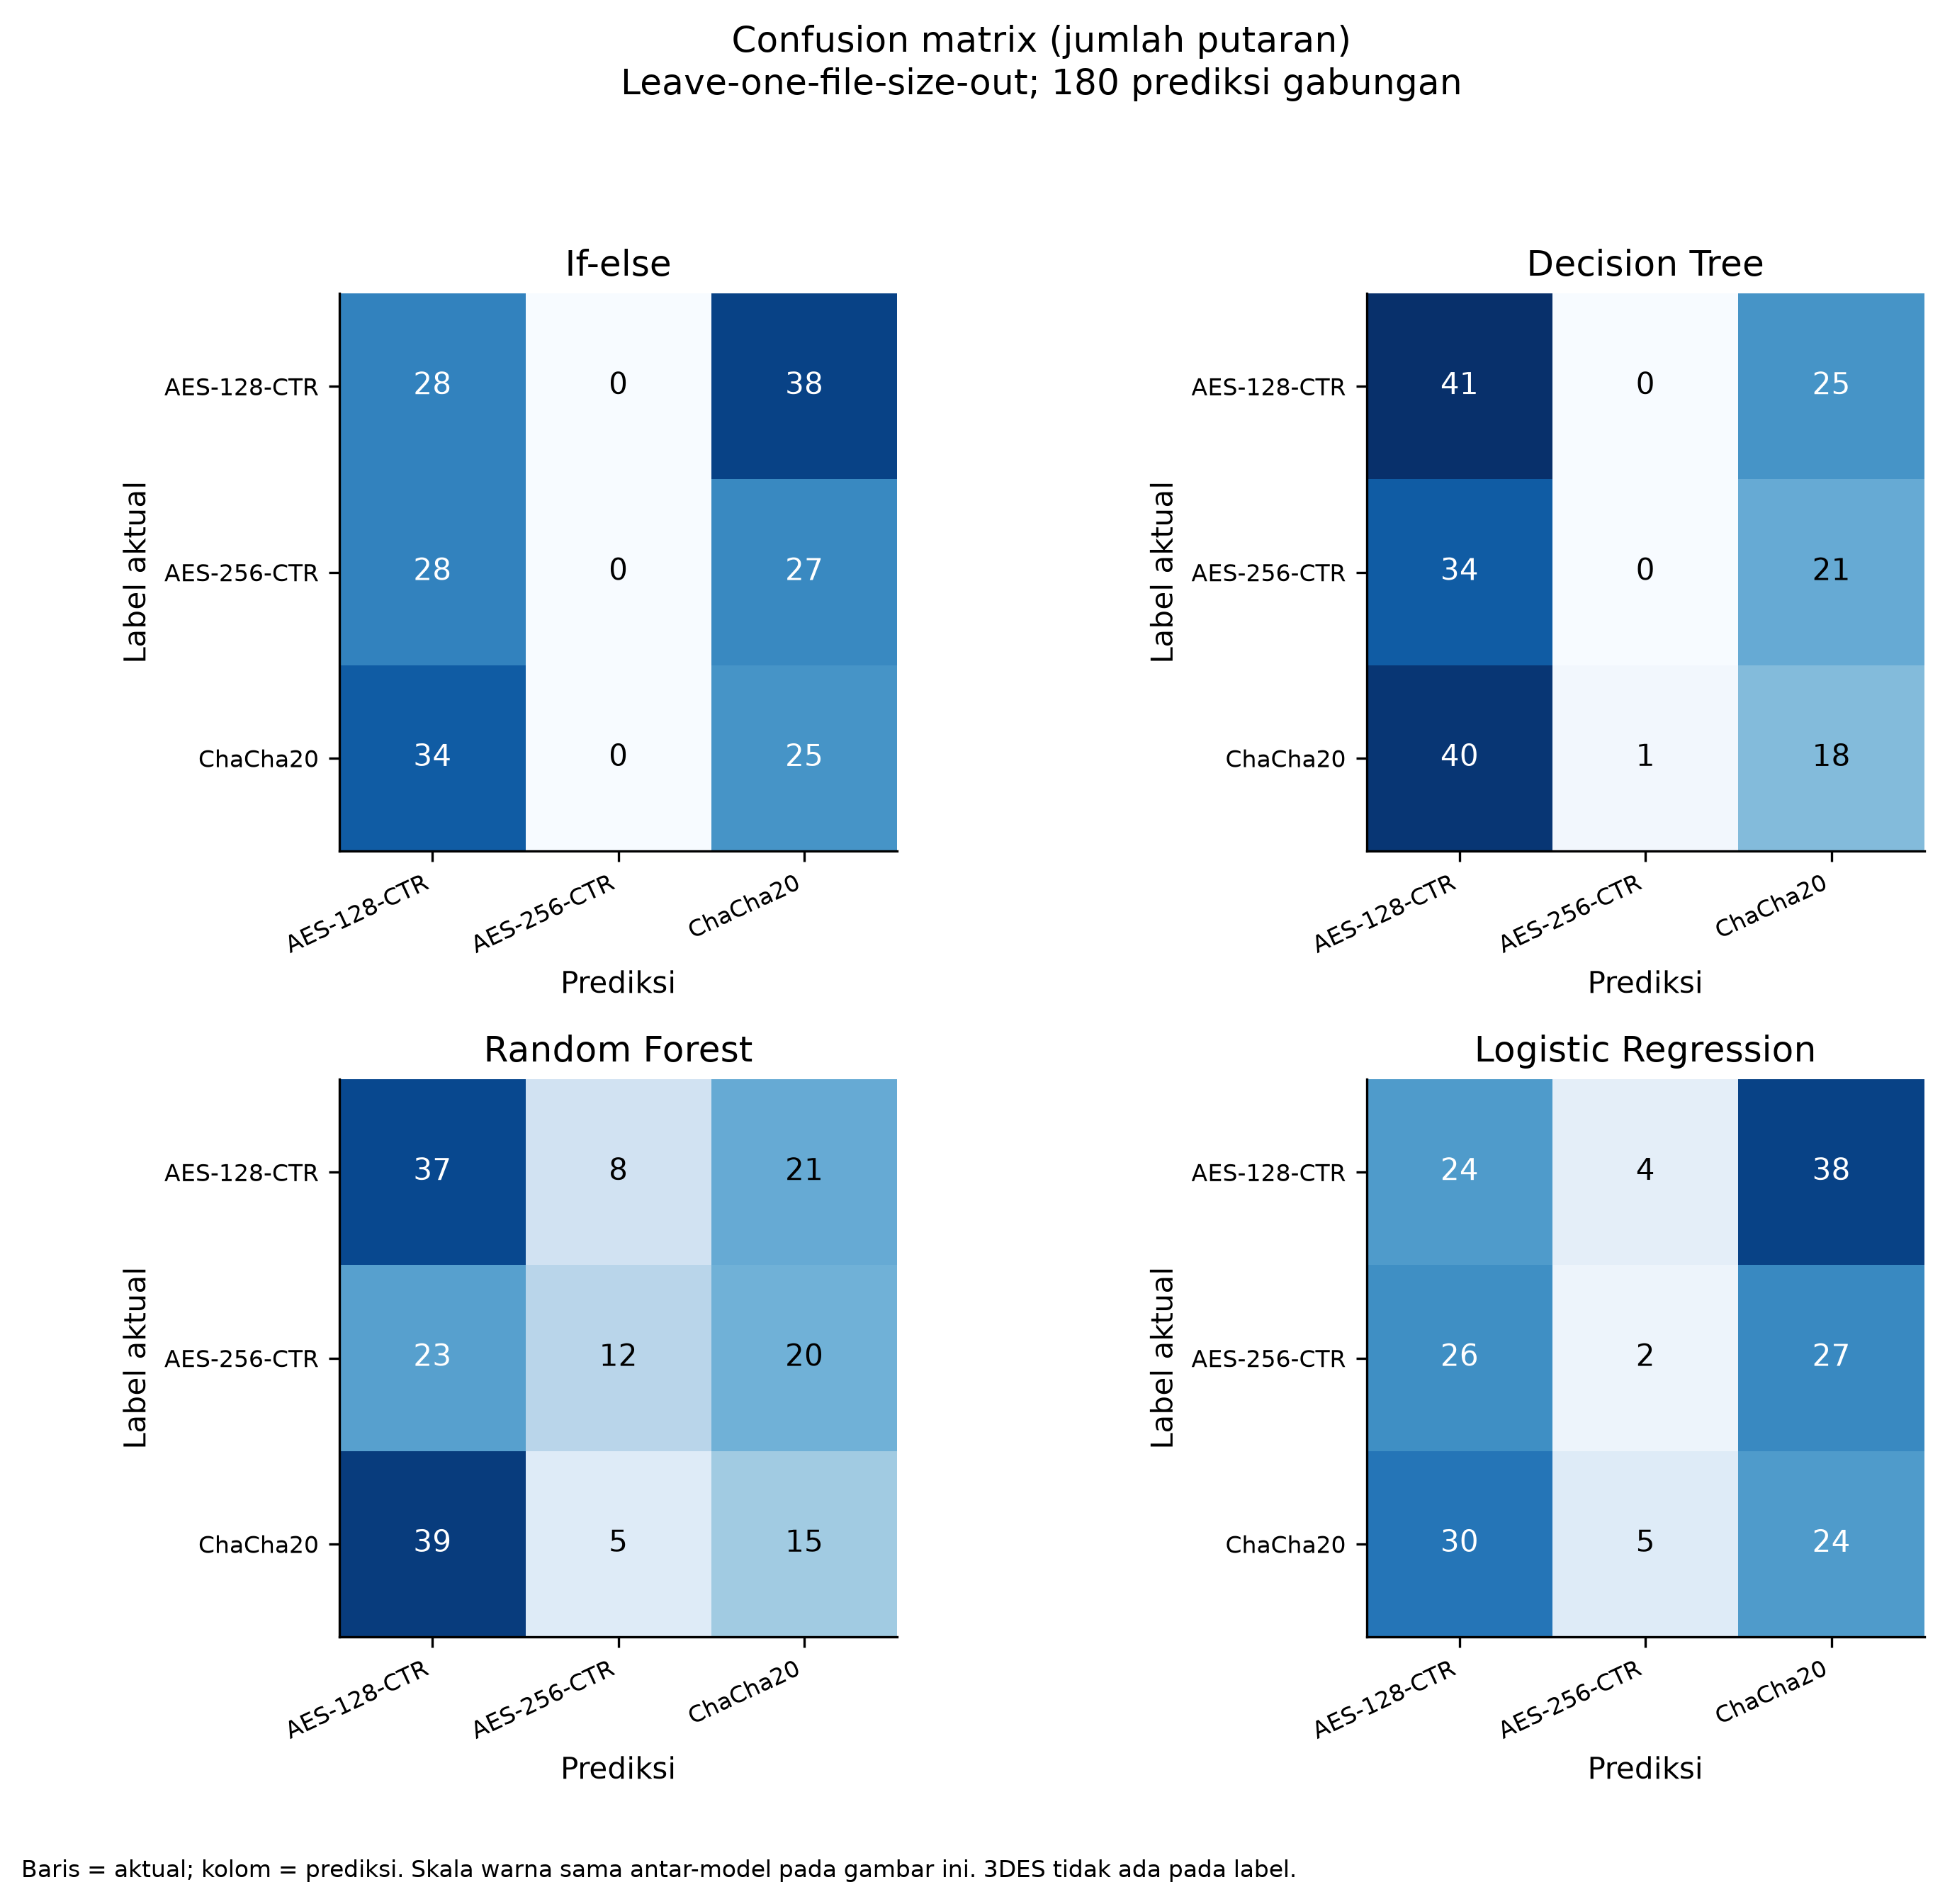 Confusion matrix (jumlah putaran)
Leave-one-file-size-out; 180 prediksi gabungan
If-else
Label aktual
AES-128-CTR 28 0 38
AES-256-CTR 28 0 27
ChaCha20 34 0 25
AES-128-CTR AES-256-CTR ChaCha20
Prediksi
Decision Tree
Label aktual
AES-128-CTR 41 0 25
AES-256-CTR 34 0 21
ChaCha20 40 1 18
AES-128-CTR AES-256-CTR ChaCha20
Prediksi
Random Forest
Label aktual
AES-128-CTR 37 8 21
AES-256-CTR 23 12 20
ChaCha20 39 5 15
AES-128-CTR AES-256-CTR ChaCha20
Prediksi
Logistic Regression
Label aktual
AES-128-CTR 24 4 38
AES-256-CTR 26 2 27
ChaCha20 30 5 24
AES-128-CTR AES-256-CTR ChaCha20
Prediksi
Baris = aktual; kolom = prediksi. Skala warna sama antar-model pada gambar ini. 3DES tidak ada pada label.